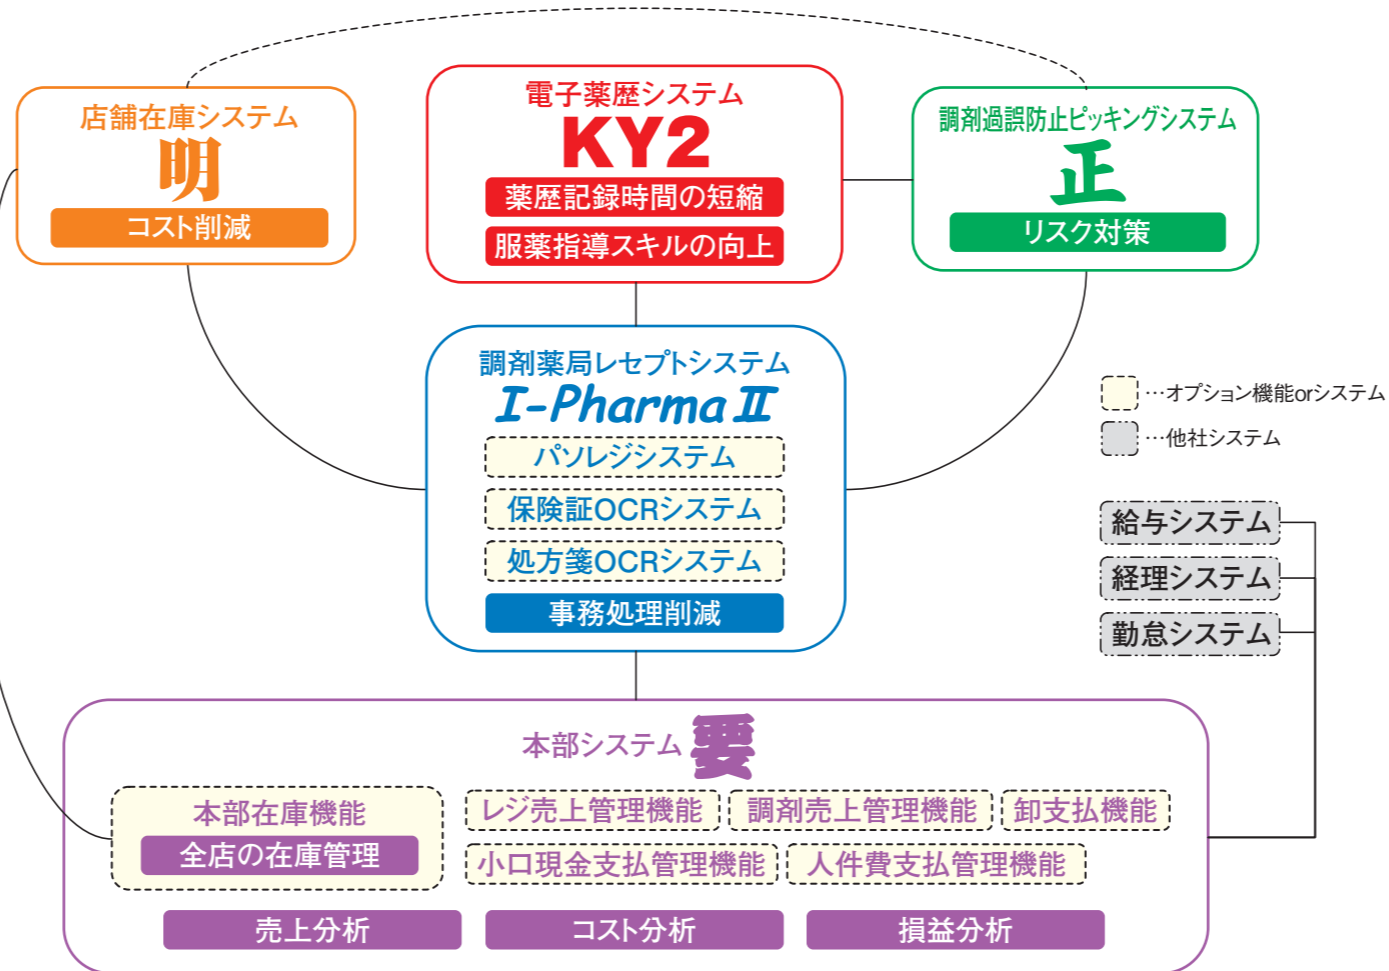 店舗在庫システム
明
コスト削減
電子薬歴システム
KY2
薬歴記録時間の短縮
服薬指導スキルの向上
調剤過誤防止ピッキングシステム
正
リスク対策
調剤薬局レセプトシステム
I-Pharma II
パソレジシステム
保険証OCRシステム
処方箋OCRシステム
事務処理削減
…オプション機能orシステム
…他社システム
給与システム
経理システム
勤怠システム
本部システム 要
本部在庫機能
全店の在庫管理
レジ売上管理機能
調剤売上管理機能
卸支払機能
小口現金支払管理機能
人件費支払管理機能
売上分析
コスト分析
損益分析